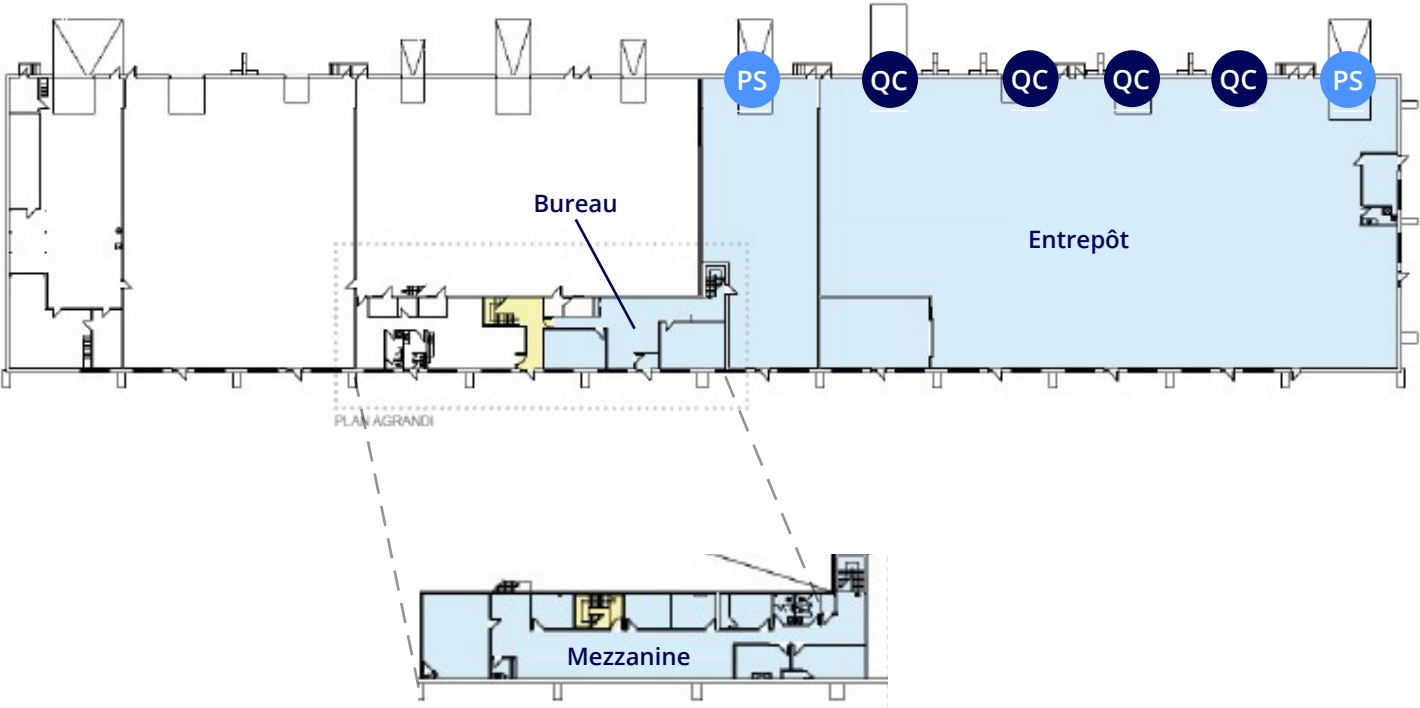 PS
QC
QC
QC
QC
PS
Bureau
Entrepôt
PLAN AGRANDI
Mezzanine